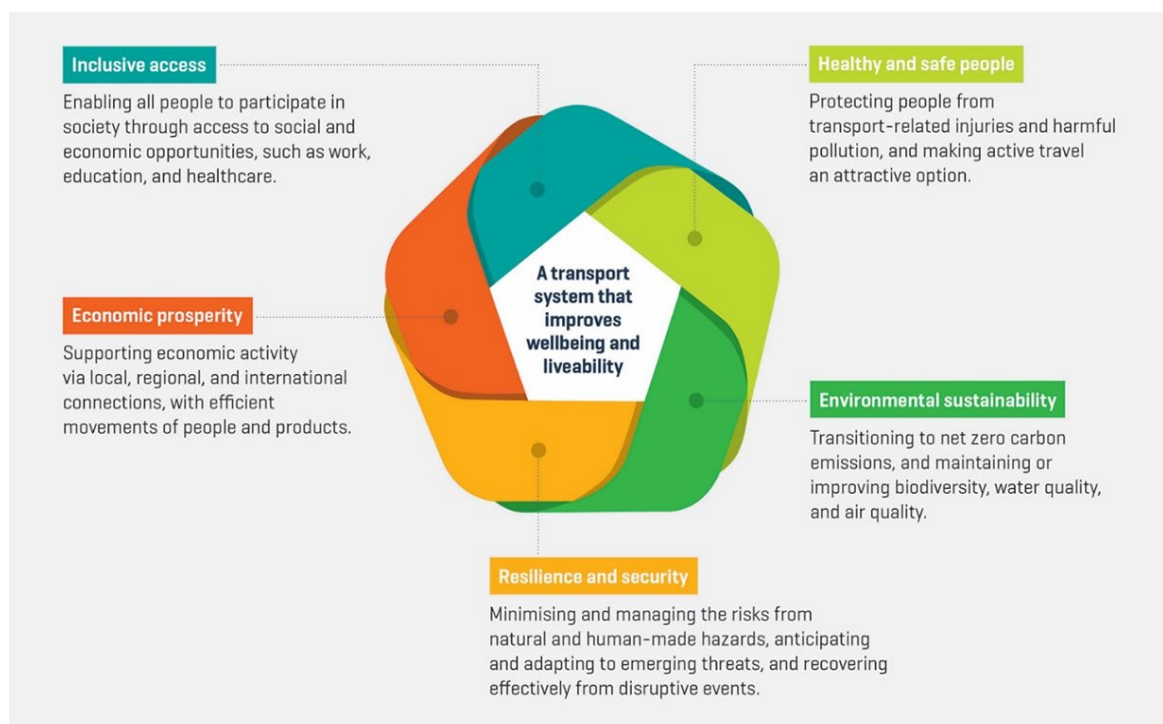 Inclusive access
Enabling all people to participate in
society through access to social and
economic opportunities, such as work,
education, and healthcare.
Healthy and safe people
Protecting people from
transport-related injuries and harmful
pollution, and making active travel
an attractive option.
A transport
system that
improves
wellbeing and
liveability
Economic prosperity
Supporting economic activity
via local, regional, and international
connections, with efficient
movements of people and products.
Environmental sustainability
Transitioning to net zero carbon
emissions, and maintaining or
improving biodiversity, water quality,
and air quality.
Resilience and security
Minimising and managing the risks from
natural and human-made hazards, anticipating
and adapting to emerging threats, and recovering
effectively from disruptive events.